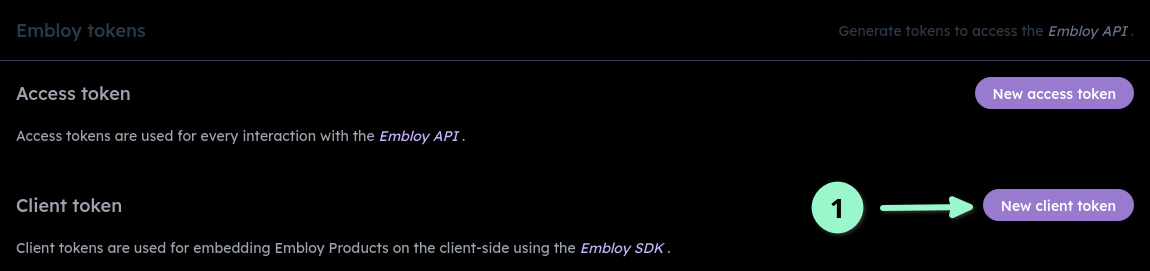 Embloy tokens Generate tokens to access the Embloy API .
Access token New access token
Access tokens are used for every interaction with the Embloy API .
Client token 1 New client token
Client tokens are used for embedding Embloy Products on the client-side using the Embloy SDK .